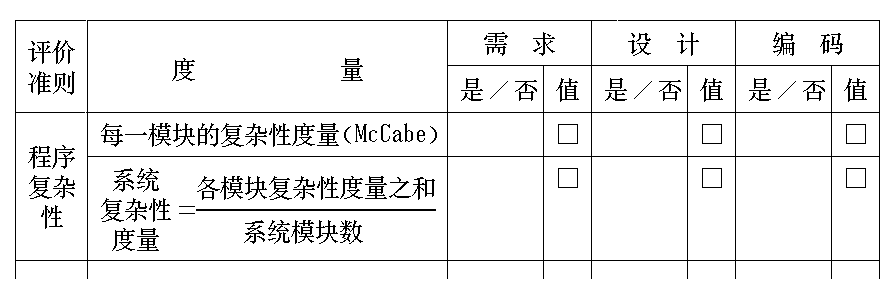 评价准则 度 量 需 求 设 计 编 码
是／否 值 是／否 值 是／否 值
程序复杂性 每一模块的复杂性度量(McCabe) □ □ □
系统复杂性度量 = 各模块复杂性度量之和 □ □ □
系统模块数